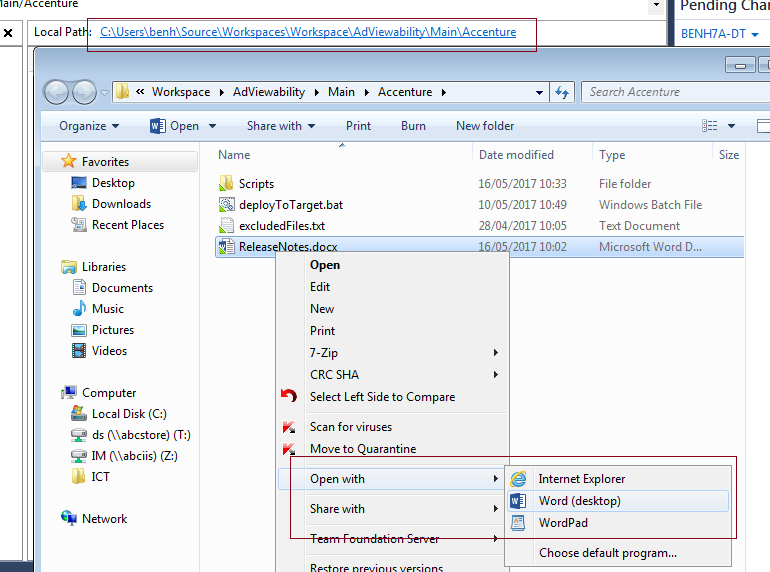 Main/Accenture
Pending Char
Local Path: C:\Users\benh\Source\Workspaces\Workspace\AdViewability\Main\Accenture
BENH7A-DT
« Workspace AdViewability Main Accenture
Search Accenture
Organize Open Share with Print Burn New folder
Favorites
Desktop
Downloads
Recent Places
Libraries
Documents
Music
Pictures
Videos
Computer
Local Disk (C:)
ds (\\abcstore) (T:)
IM (\\abciis) (Z:)
ICT
Network
Name Date modified Type Size
Scripts 16/05/2017 10:33 File folder
deployToTarget.bat 10/05/2017 10:49 Windows Batch File
excludedFiles.txt 28/04/2017 10:05 Text Document
ReleaseNotes.docx 16/05/2017 10:02 Microsoft Word D...
Open
Edit
New
Print
7-Zip
CRC SHA
Select Left Side to Compare
Scan for viruses
Move to Quarantine
Open with
Share with
Team Foundation Server
Restore previous versions
Internet Explorer
Word (desktop)
WordPad
Choose default program...